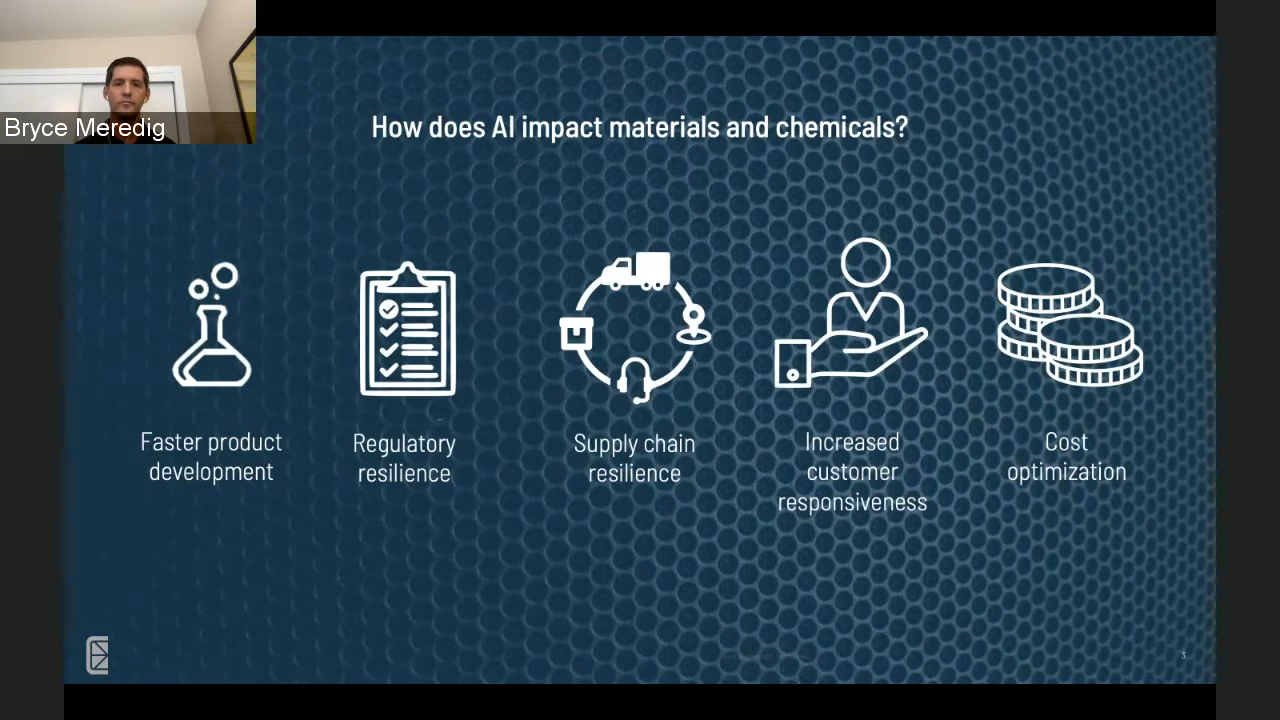 Bryce Meredig
How does AI impact materials and chemicals?
Faster product
development
Regulatory
resilience
Supply chain
resilience
Increased
customer
responsiveness
Cost
optimization
3